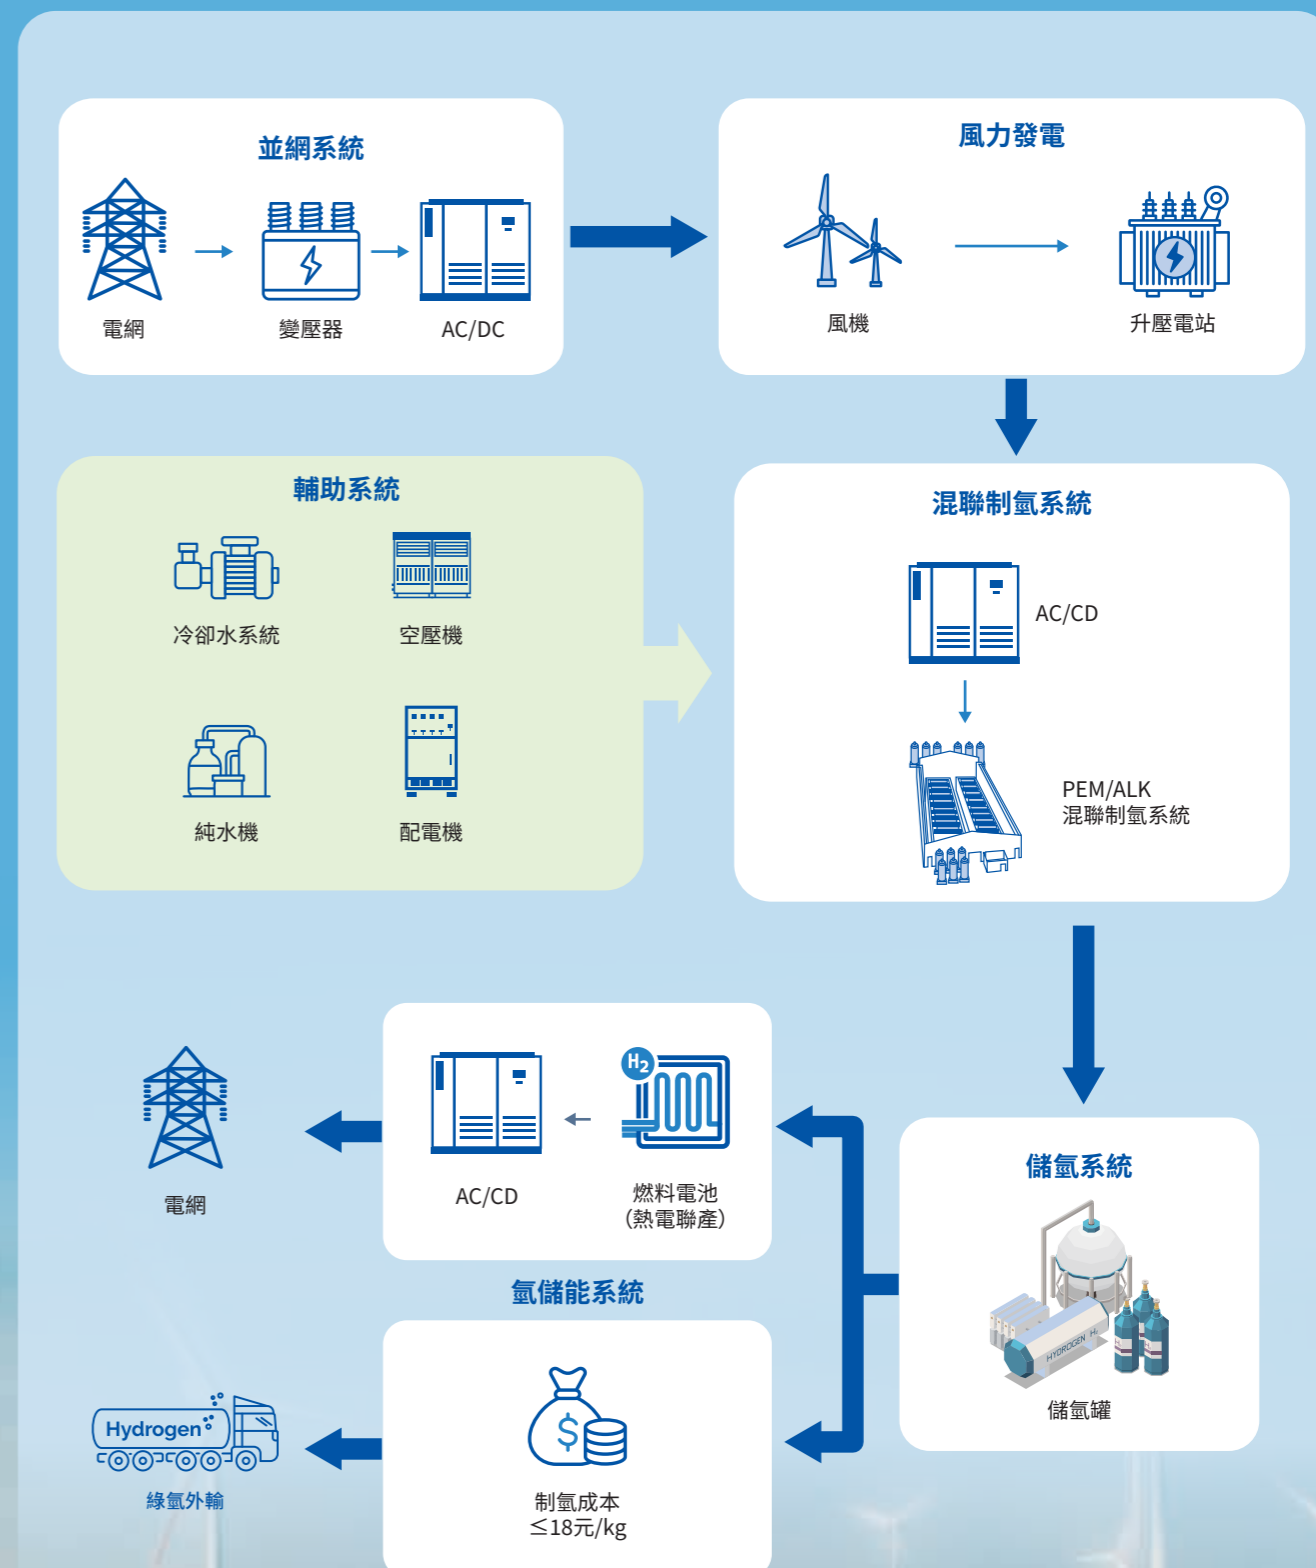 並網系統
電網
變壓器
AC/DC
風力發電
風機
升壓電站
輔助系統
冷卻水系統
空壓機
純水機
配電機
混聯制氫系統
AC/CD
PEM/ALK
混聯制氫系統
電網
AC/CD
H2
燃料電池
(熱電聯產)
氫儲能系統
儲氫系統
HYDROGEN H₂
儲氫罐
Hydrogen
綠氫外輸
$
制氫成本
≤18元/kg